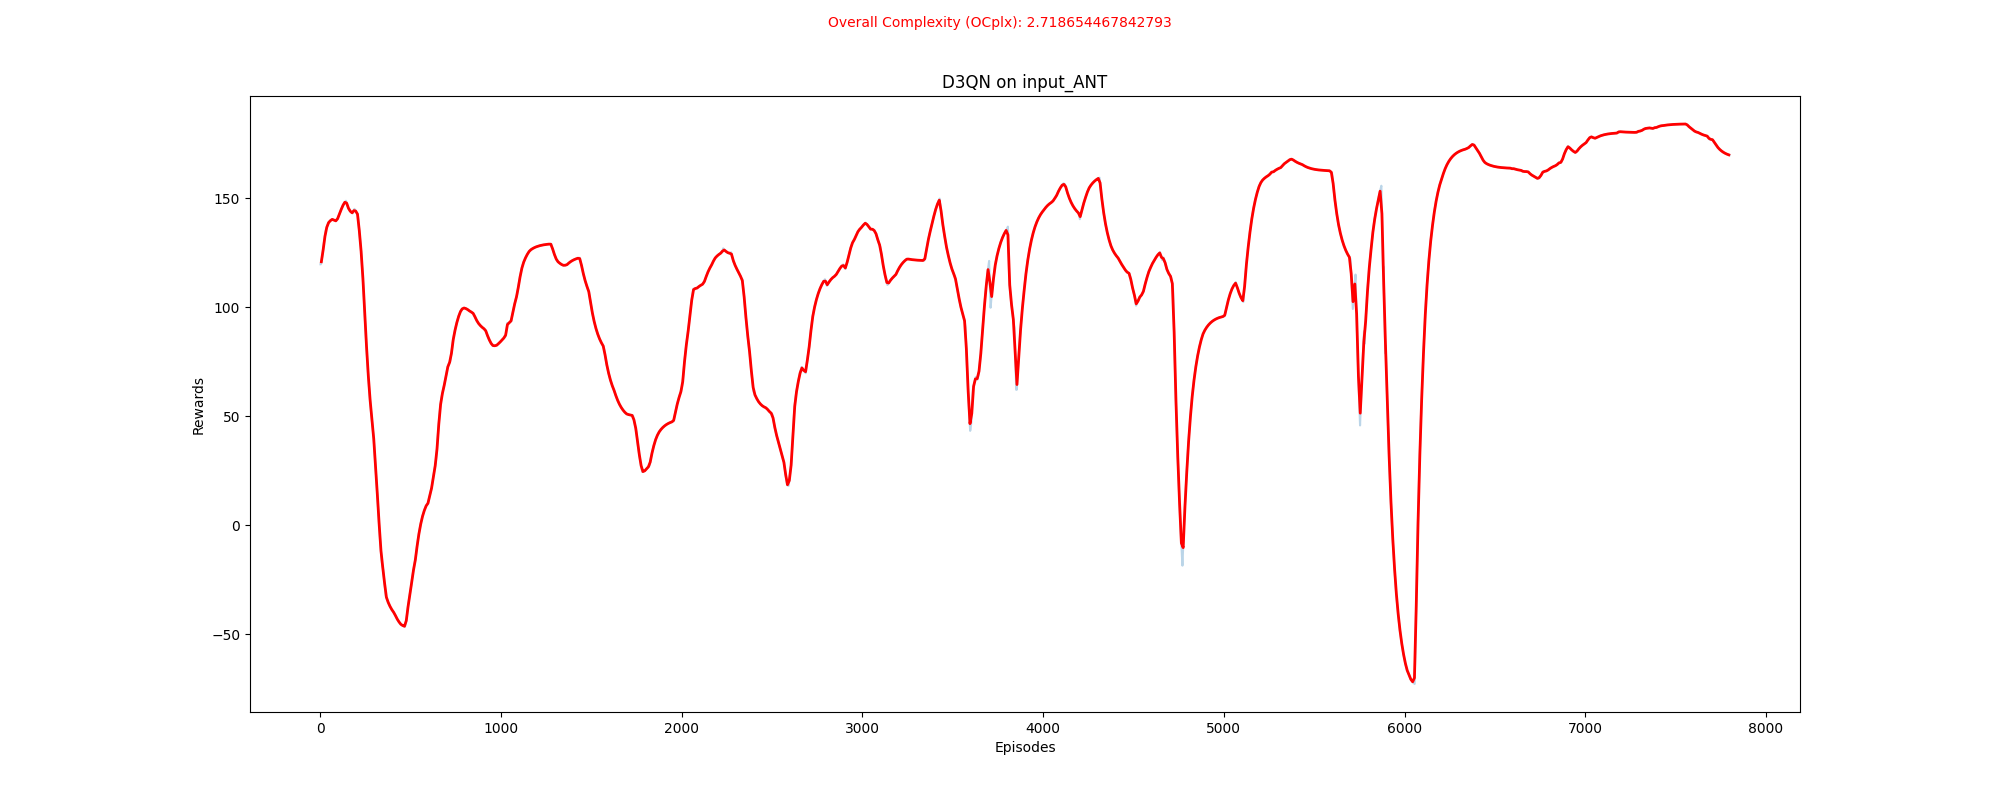 Overall Complexity (OCplx): 2.718654467842793
D3QN on input_ANT
150
100
50
0
−50
Rewards
0 1000 2000 3000 4000 5000 6000 7000 8000
Episodes